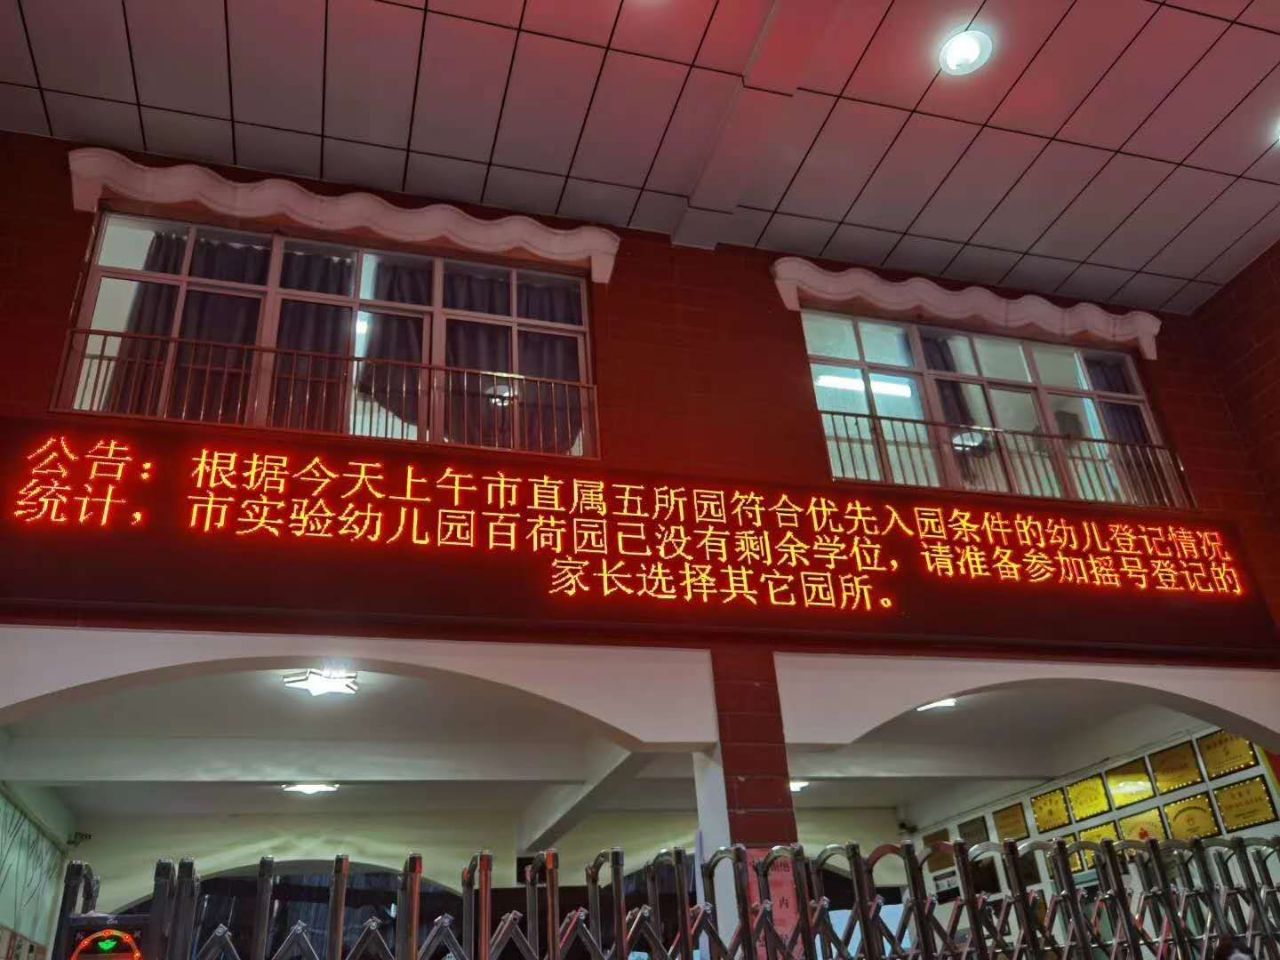 公告：根据今天上午市直属五所园符合优先入园条件的幼儿登记情况
统计，市实验幼儿园百荷园已没有剩余学位，请准备参加摇号登记的
家长选择其它园所。
内